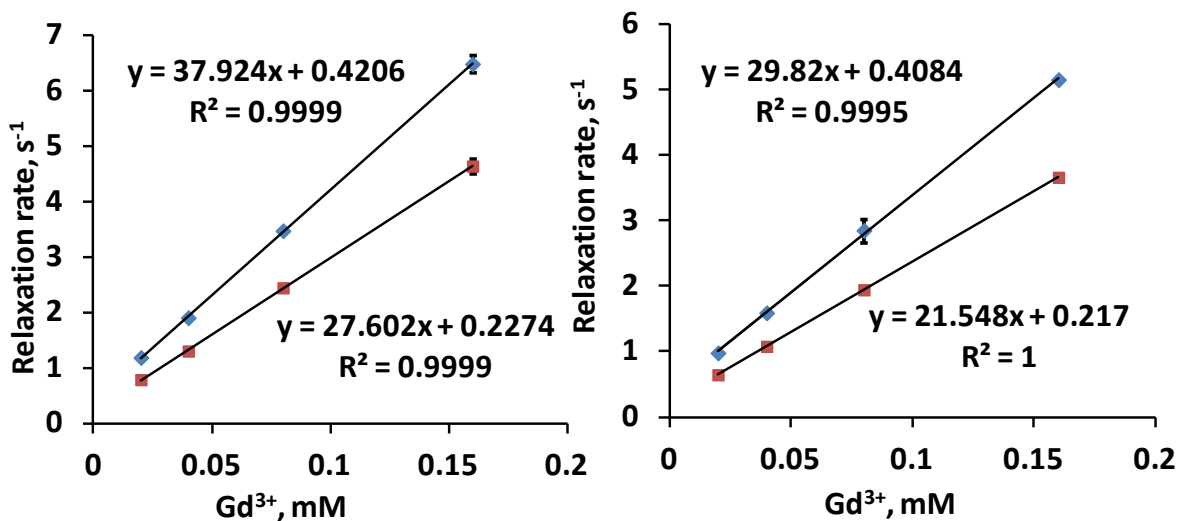 Relaxation rate, s⁻¹
7
6
5
4
3
2
1
0
y = 37.924x + 0.4206
R² = 0.9999
y = 27.602x + 0.2274
R² = 0.9999
0 0.05 0.1 0.15 0.2
Gd³⁺, mM
Relaxation rate, s⁻¹
6
5
4
3
2
1
0
y = 29.82x + 0.4084
R² = 0.9995
y = 21.548x + 0.217
R² = 1
0 0.05 0.1 0.15 0.2
Gd³⁺, mM